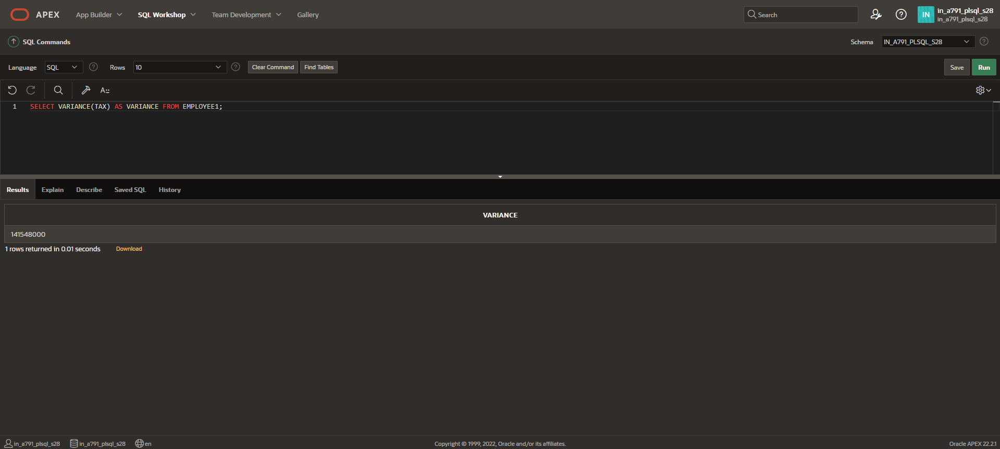 APEX App Builder SQL Workshop Team Development Gallery Search IN in_a791_plsql_s28
in_a791_plsql_s28
SQL Commands Schema IN_A791_PLSQL_S28
Language SQL Rows 10 Clear Command Find Tables Save Run
A
1 SELECT VARIANCE(TAX) AS VARIANCE FROM EMPLOYEE1;
Results Explain Describe Saved SQL History
VARIANCE
141548000
1 rows returned in 0.01 seconds Download
in_a791_plsql_s28 in_a791_plsql_s28 en Copyright © 1999, 2022, Oracle and/or its affiliates. Oracle APEX 22.2.1